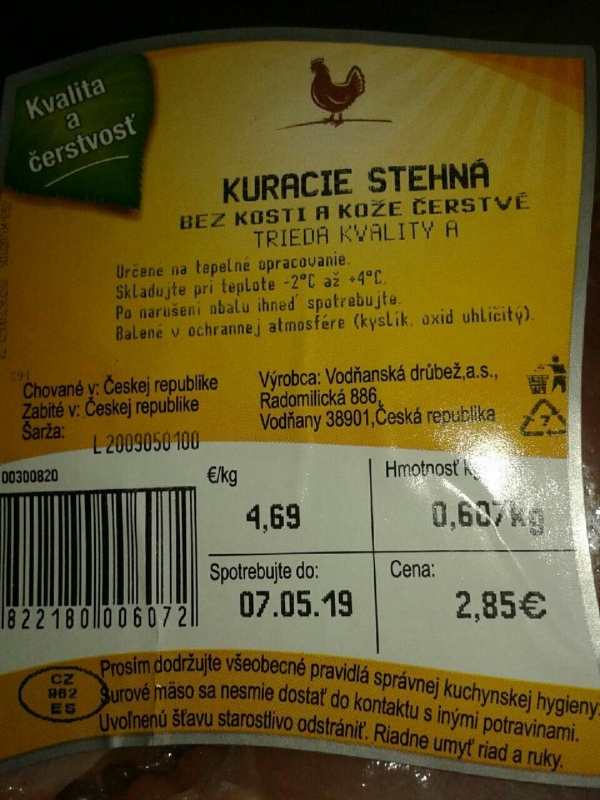 Kvalita
a
čerstvosť
KURACIE STEHNÁ
BEZ KOSTI A KOŽE ČERSTVÉ
TRIEDA KVALITY A
Určené na tepelné opracovanie.
Skladujte pri teplote -2°C až +4°C.
Po narušení obalu ihneď spotrebujte.
Balené v ochrannej atmosfére (kyslík, oxid uhličitý).
Chované v: Českej republike
Zabité v: Českej republike
Šarža:
L 2009050100
Výrobca: Vodňanská drůbež,a.s.,
Radomilická 886,
Vodňany 38901,Česká republika
?
00300820
822180 006072
€/kg
4,69
Hmotnosť
0,607kg
Spotrebujte do:
07.05.19
Cena:
2,85€
CZ
962
ES
Prosím dodržujte všeobecné pravidlá správnej kuchynskej hygieny.
Surové mäso sa nesmie dostať do kontaktu s inými potravinami.
Uvoľnenú šťavu starostlivo odstrániť. Riadne umyť riad a ruky.